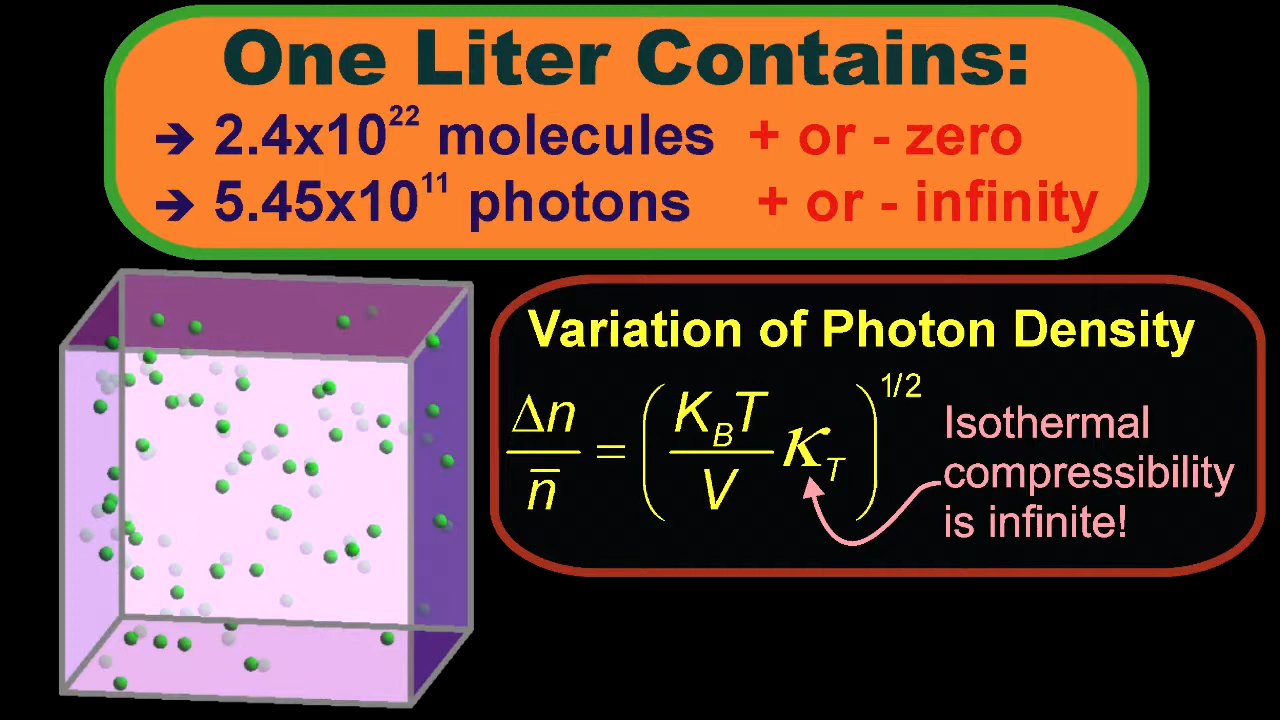 One Liter Contains:
➔ 2.4x10²² molecules + or - zero
➔ 5.45x10¹¹ photons + or - infinity
Variation of Photon Density
Δn / n̅ = (K_B T / V κ_T)^1/2
Isothermal
compressibility
is infinite!